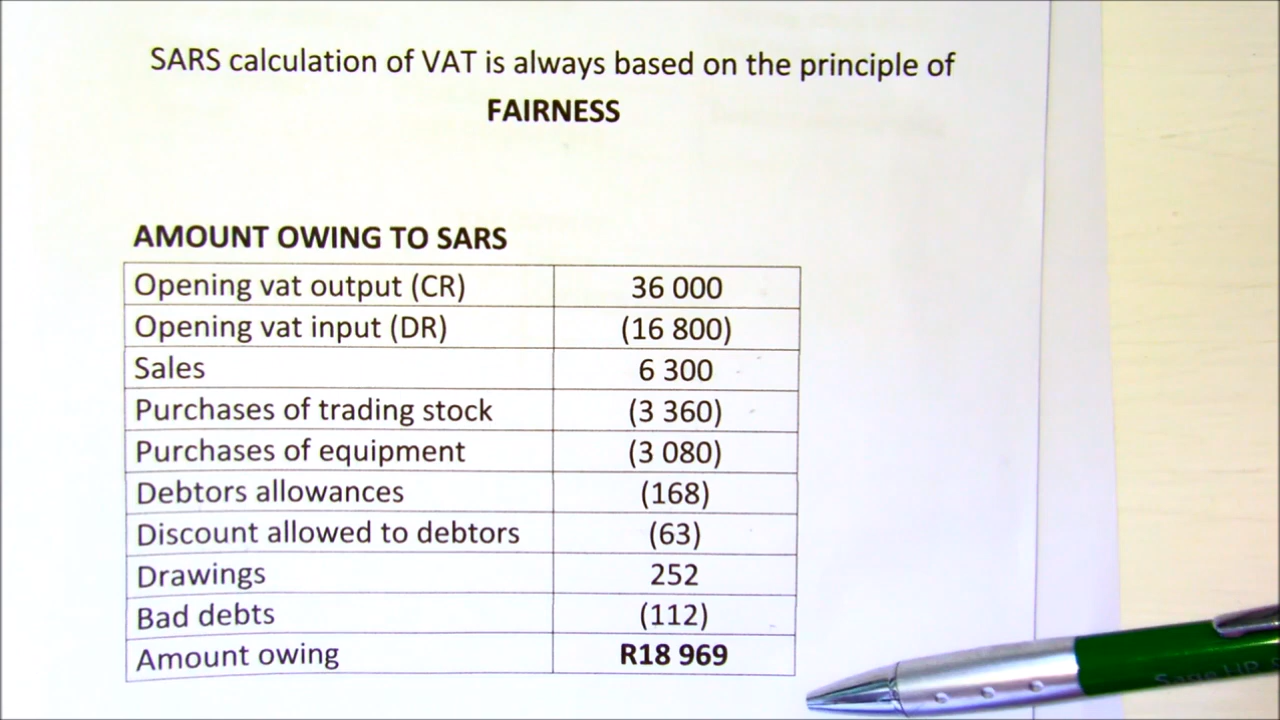 SARS calculation of VAT is always based on the principle of
FAIRNESS
AMOUNT OWING TO SARS
Opening vat output (CR) 36 000
Opening vat input (DR) (16 800)
Sales 6 300
Purchases of trading stock (3 360)
Purchases of equipment (3 080)
Debtors allowances (168)
Discount allowed to debtors (63)
Drawings 252
Bad debts (112)
Amount owing R18 969